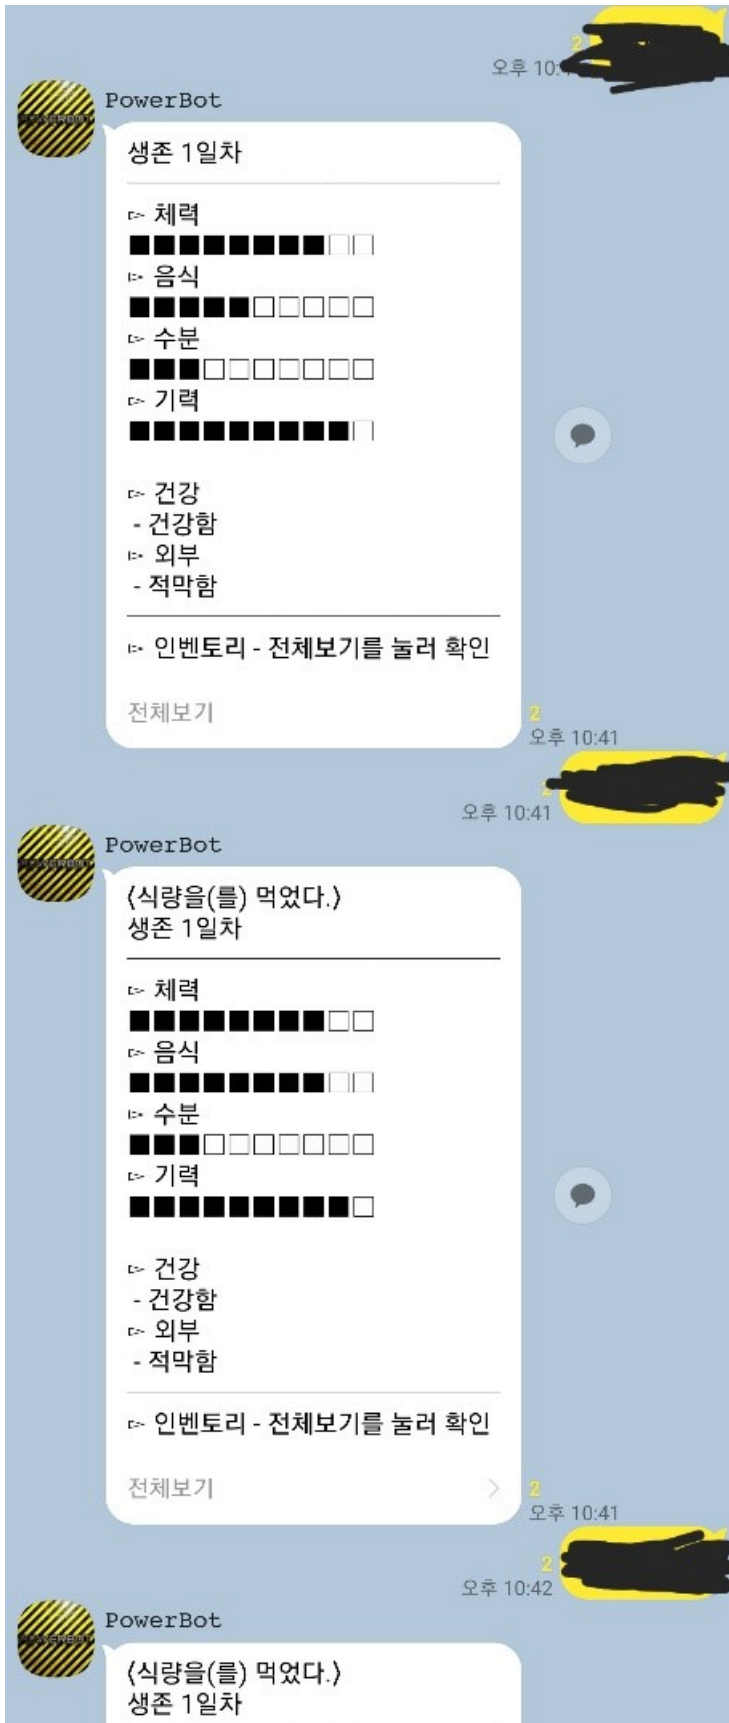 2
오후 10:
PowerBot
생존 1일차
▻ 체력
■■■■■■■■□□
▻ 음식
■■■■■□□□□□
▻ 수분
■■■□□□□□□□
▻ 기력
■■■■■■■■■□
▻ 건강
- 건강함
▻ 외부
- 적막함
▻ 인벤토리 - 전체보기를 눌러 확인
전체보기
2
오후 10:41
오후 10:41
PowerBot
〈식량을(를) 먹었다.〉
생존 1일차
▻ 체력
■■■■■■■■□□
▻ 음식
■■■■■■■■□□
▻ 수분
■■■□□□□□□□
▻ 기력
■■■■■■■■■□
▻ 건강
- 건강함
▻ 외부
- 적막함
▻ 인벤토리 - 전체보기를 눌러 확인
전체보기
2
오후 10:41
2
오후 10:42
PowerBot
〈식량을(를) 먹었다.〉
생존 1일차